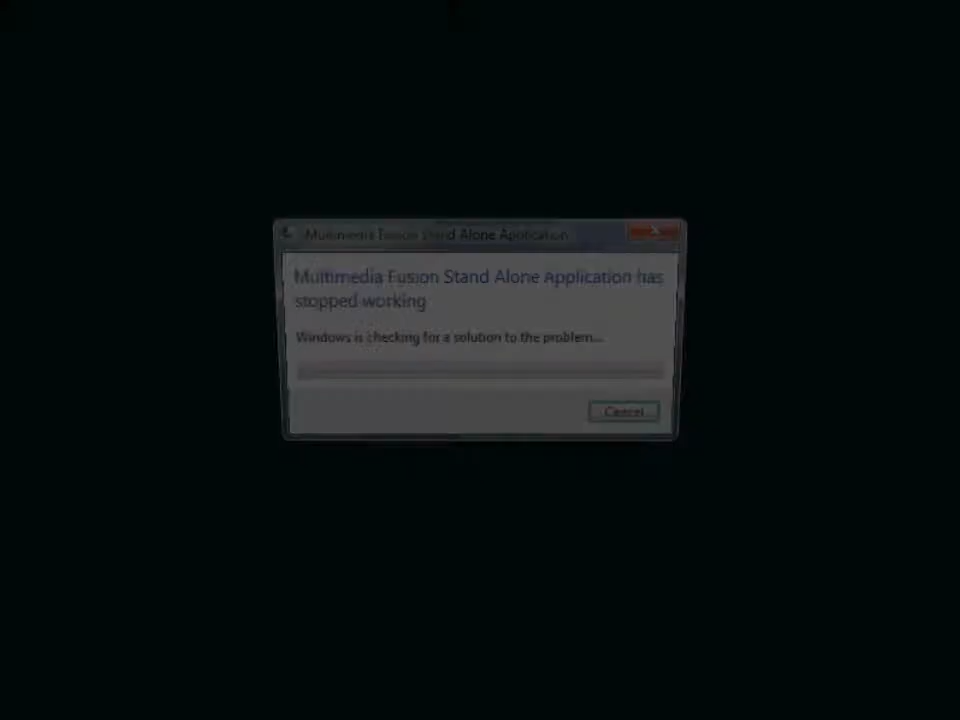 Multimedia Fusion Stand Alone Application
Multimedia Fusion Stand Alone Application has
stopped working
Windows is checking for a solution to the problem...
Cancel